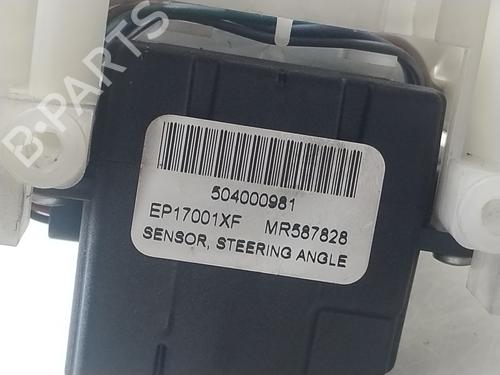 B-PARTS
504000981
EP17001XF MR587828
SENSOR, STEERING ANGLE